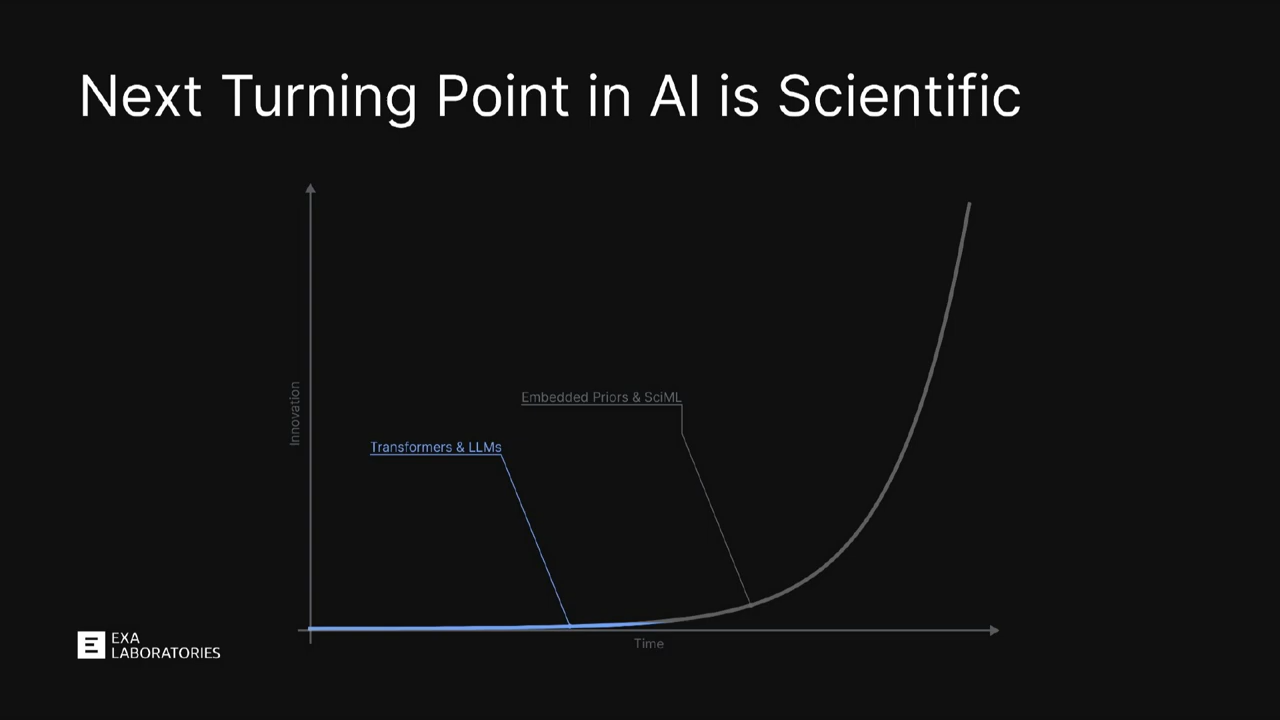 Next Turning Point in AI is Scientific
Innovation
Embedded Priors & SciML
Transformers & LLMs
Time
EXA
LABORATORIES